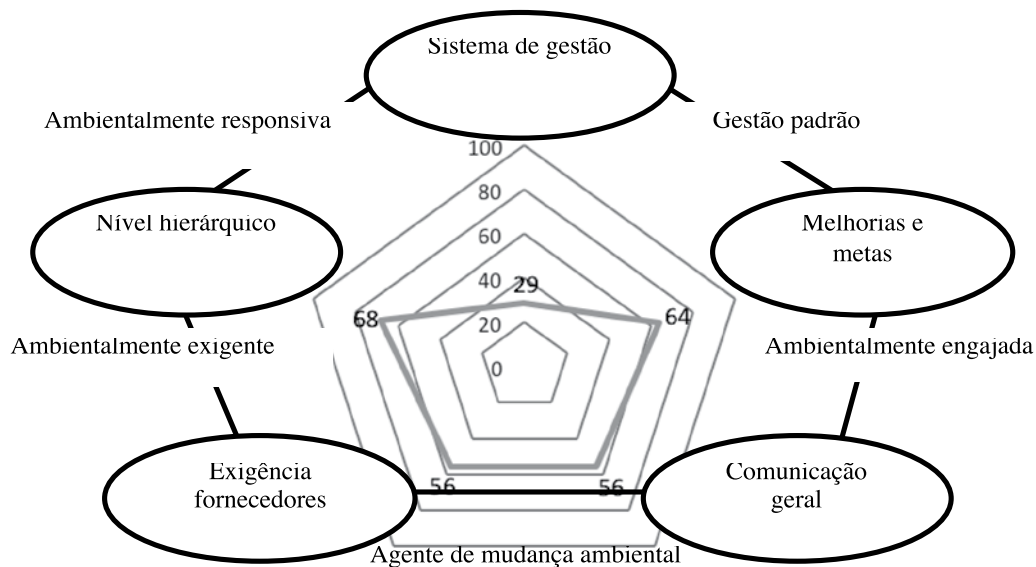 Sistema de gestão
Ambientalmente responsiva
Gestão padrão
100
80
60
40
20
0
29
68
64
56
56
Nível hierárquico
Melhorias e
metas
Ambientalmente exigente
Ambientalmente engajada
Exigência
fornecedores
Comunicação
geral
Agente de mudança ambiental